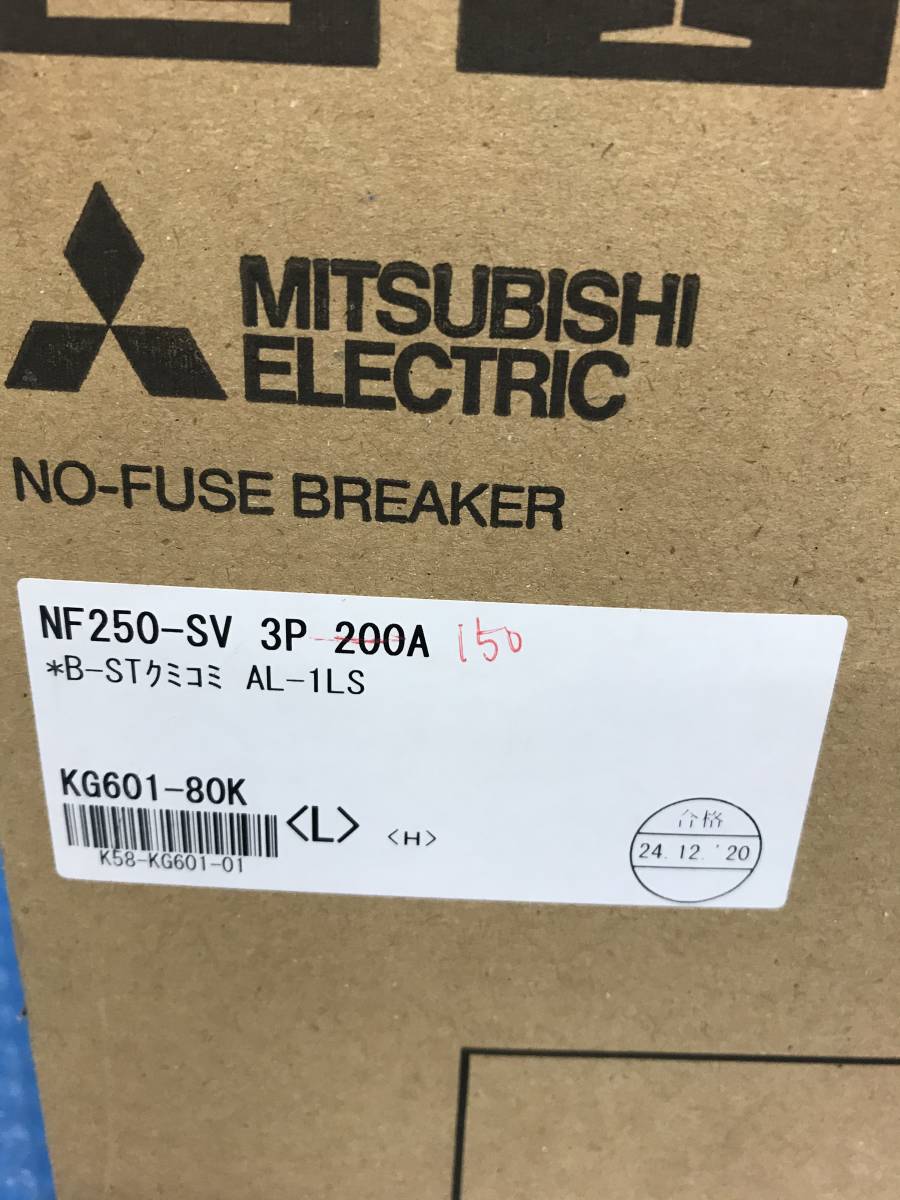 MITSUBISHI
ELECTRIC
NO-FUSE BREAKER
NF250-SV 3P 200A 150
*B-STクミコミ AL-1LS
KG601-80K
<L> <H>
K58-KG601-01
合格
24.12.'20